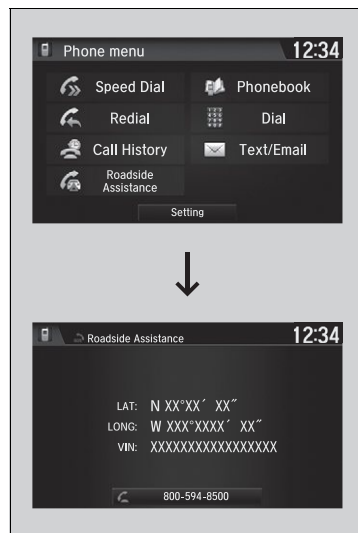 Phone menu 12:34
Speed Dial Phonebook
Redial Dial
Call History Text/Email
Roadside
Assistance
Setting
Roadside Assistance 12:34
LAT: N XX°XX´ XX˝
LONG: W XXX°XXXX´ XX˝
VIN: XXXXXXXXXXXXXXXXX
800-594-8500